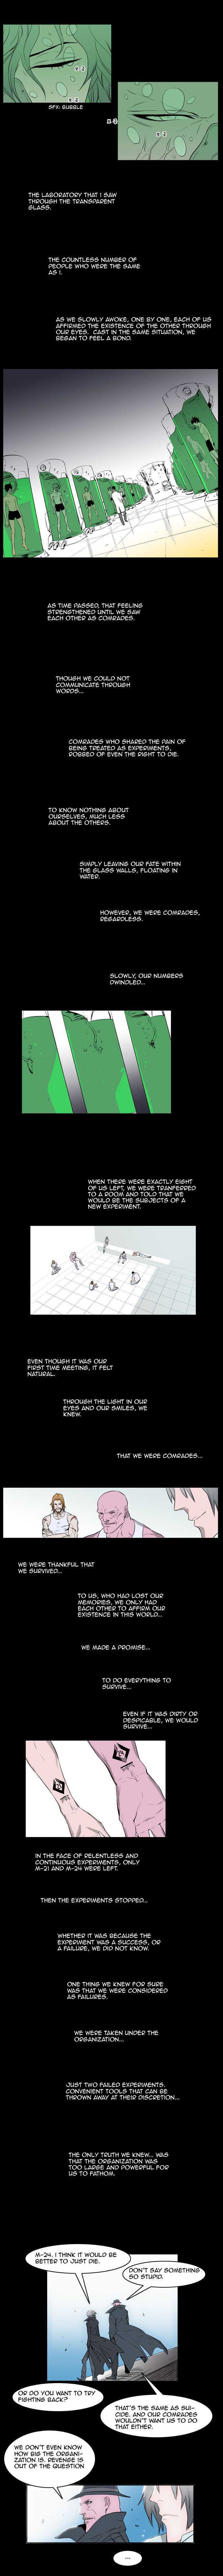 SFX: BUBBLE
THE LABORATORY THAT I SAW
THROUGH THE TRANSPARENT
GLASS.
THE COUNTLESS NUMBER OF
PEOPLE WHO WERE THE SAME
AS I.
AS WE SLOWLY AWOKE, ONE BY ONE, EACH OF US
AFFIRMED THE EXISTENCE OF THE OTHER THROUGH
OUR EYES. CAST IN THE SAME SITUATION, WE
BEGAN TO FEEL A BOND.
AS TIME PASSED, THAT FEELING
STRENGTHENED UNTIL WE SAW
EACH OTHER AS COMRADES.
THOUGH WE COULD NOT
COMMUNICATE THROUGH
WORDS...
COMRADES WHO SHARED THE PAIN OF
BEING TREATED AS EXPERIMENTS,
ROBBED OF EVEN THE RIGHT TO DIE.
TO KNOW NOTHING ABOUT
OURSELVES, MUCH LESS
ABOUT THE OTHERS.
SIMPLY LEAVING OUR FATE WITHIN
THE GLASS WALLS, FLOATING IN
WATER.
HOWEVER, WE WERE COMRADES,
REGARDLESS.
SLOWLY, OUR NUMBERS
DWINDLED...
WHEN THERE WERE EXACTLY EIGHT
OF US LEFT, WE WERE TRANFERRED
TO A ROOM AND TOLD THAT WE
WOULD BE THE SUBJECTS OF A
NEW EXPERIMENT.
EVEN THOUGH IT WAS OUR
FIRST TIME MEETING, IT FELT
NATURAL.
THROUGH THE LIGHT IN OUR
EYES AND OUR SMILES, WE
KNEW.
THAT WE WERE COMRADES...
WE WERE THANKFUL THAT
WE SURVIVED...
TO US, WHO HAD LOST OUR
MEMORIES, WE ONLY HAD
EACH OTHER TO AFFIRM OUR
EXISTENCE IN THIS WORLD...
WE MADE A PROMISE...
TO DO EVERYTHING TO
SURVIVE...
EVEN IF IT WAS DIRTY OR
DESPICABLE, WE WOULD
SURVIVE...
IN THE FACE OF RELENTLESS AND
CONTINUOUS EXPERIMENTS, ONLY
M-21 AND M-24 WERE LEFT.
THEN THE EXPERIMENTS STOPPED...
WHETHER IT WAS BECAUSE THE
EXPERIMENT WAS A SUCCESS, OR
A FAILURE, WE DID NOT KNOW.
ONE THING WE KNEW FOR SURE
WAS THAT WE WERE CONSIDERED
AS FAILURES.
WE WERE TAKEN UNDER THE
ORGANIZATION...
JUST TWO FAILED EXPERIMENTS.
CONVENIENT TOOLS THAT CAN BE
THROWN AWAY AT THEIR DISCRETION...
THE ONLY TRUTH WE KNEW... WAS
THAT THE ORGANIZATION WAS
TOO LARGE AND POWERFUL FOR
US TO FATHOM.
M-24. I THINK IT WOULD BE
BETTER TO JUST DIE.
DON'T SAY SOMETHING
SO STUPID.
OR DO YOU WANT TO TRY
FIGHTING BACK?
THAT'S THE SAME AS SUI-
CIDE. AND OUR COMRADES
WOULDN'T WANT US TO DO
THAT EITHER.
WE DON'T EVEN KNOW
HOW BIG THE ORGANI-
ZATION IS. REVENGE IS
OUT OF THE QUESTION
...